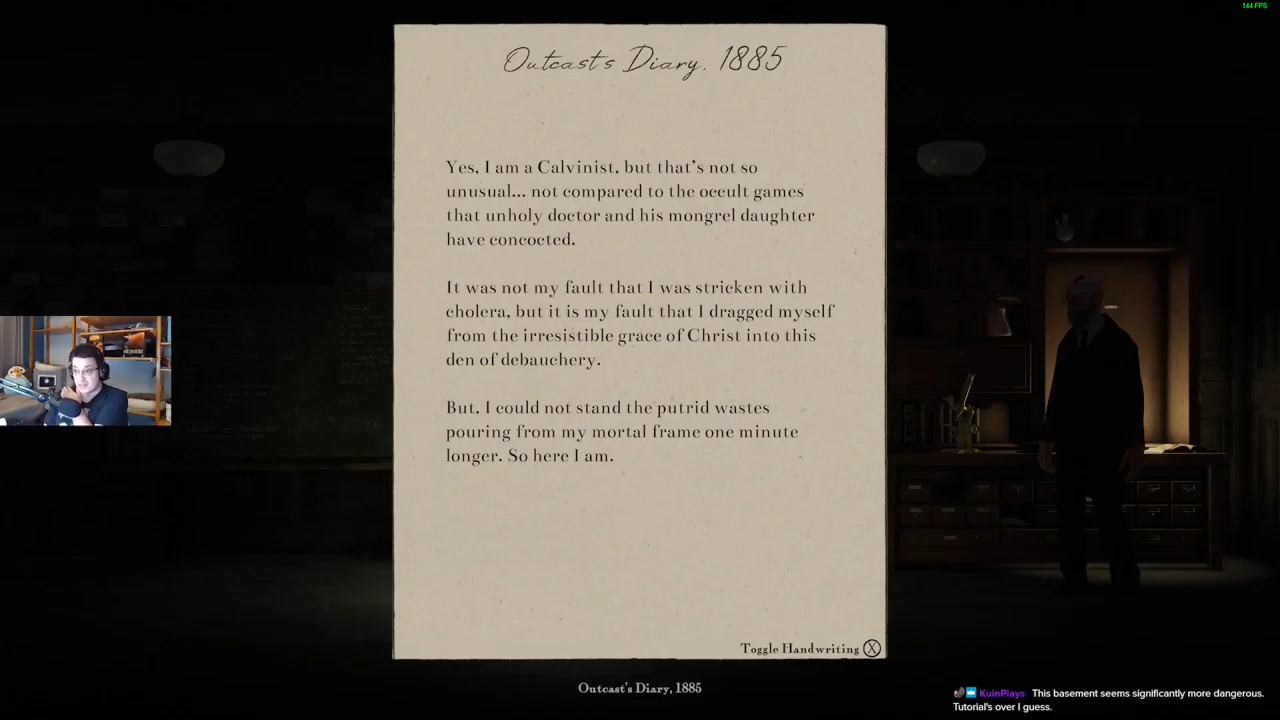 144 FPS
Outcast's Diary, 1885
Yes, I am a Calvinist, but that's not so
unusual... not compared to the occult games
that unholy doctor and his mongrel daughter
have concocted.
It was not my fault that I was stricken with
cholera, but it is my fault that I dragged myself
from the irresistible grace of Christ into this
den of debauchery.
But, I could not stand the putrid wastes
pouring from my mortal frame one minute
longer. So here I am.
Toggle Handwriting X
Outcast's Diary, 1885
KuinPlays: This basement seems significantly more dangerous.
Tutorial's over I guess.